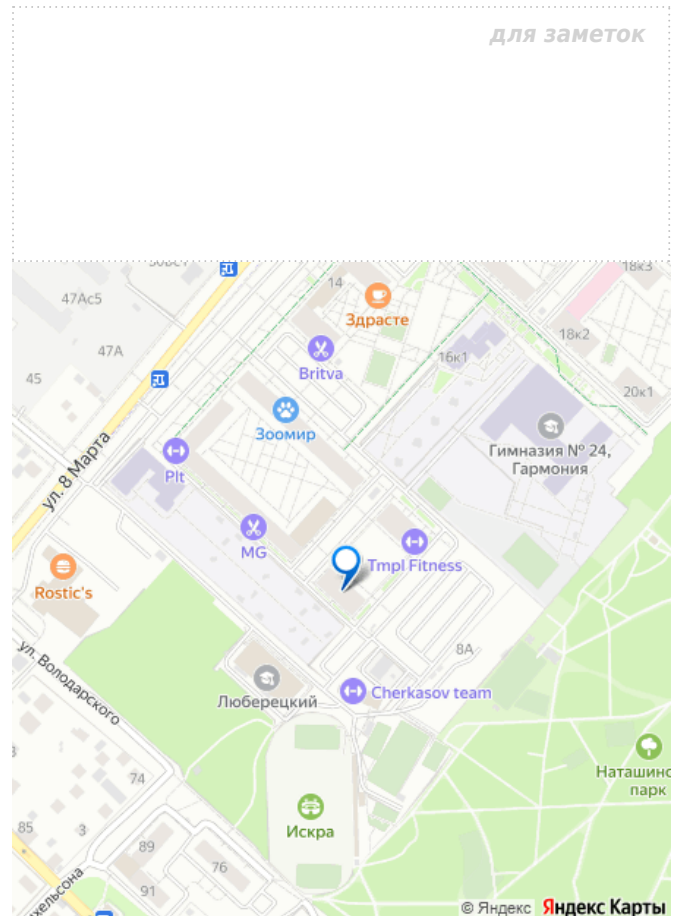 для заметок
18к3
14
47Ас5
Здрасте
18к2
47А
16к1
Britva
45
20к1
Зоомир
ул. 8 Марта
Гимназия № 24,
Гармония
Plt
MG
Tmpl Fitness
Rostic's
8А
ул. Володарского
Люберецкий
Cherkasov team
Искра
74
85
3
89
76
91
© Яндекс Яндекс Карты